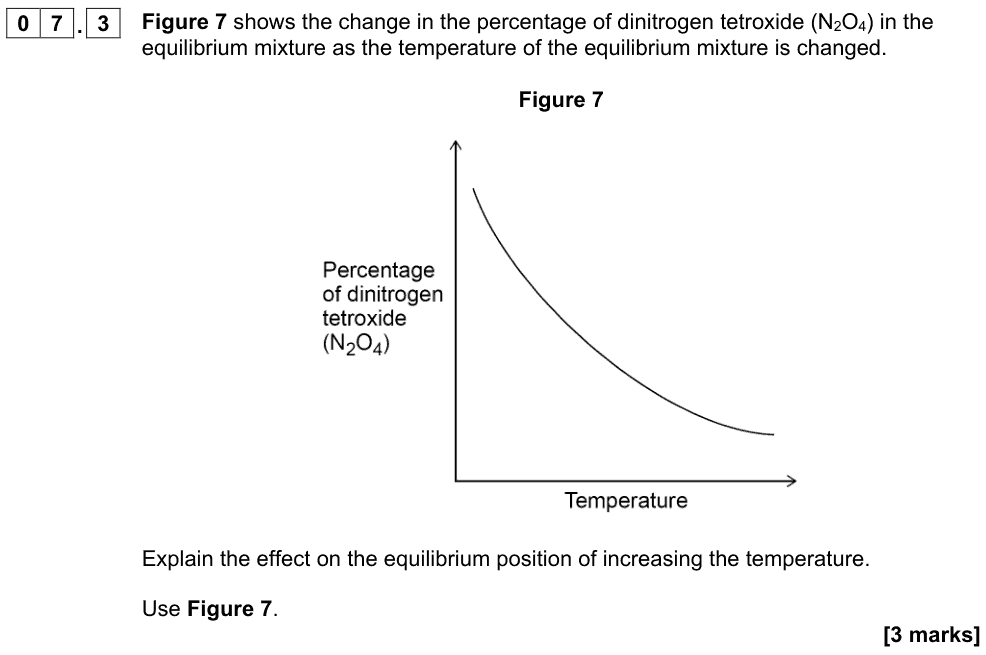 07.3 Figure 7 shows the change in the percentage of dinitrogen tetroxide (N₂O₄) in the
equilibrium mixture as the temperature of the equilibrium mixture is changed.
Figure 7
Percentage
of dinitrogen
tetroxide
(N₂O₄)
Temperature
Explain the effect on the equilibrium position of increasing the temperature.
Use Figure 7.
[3 marks]